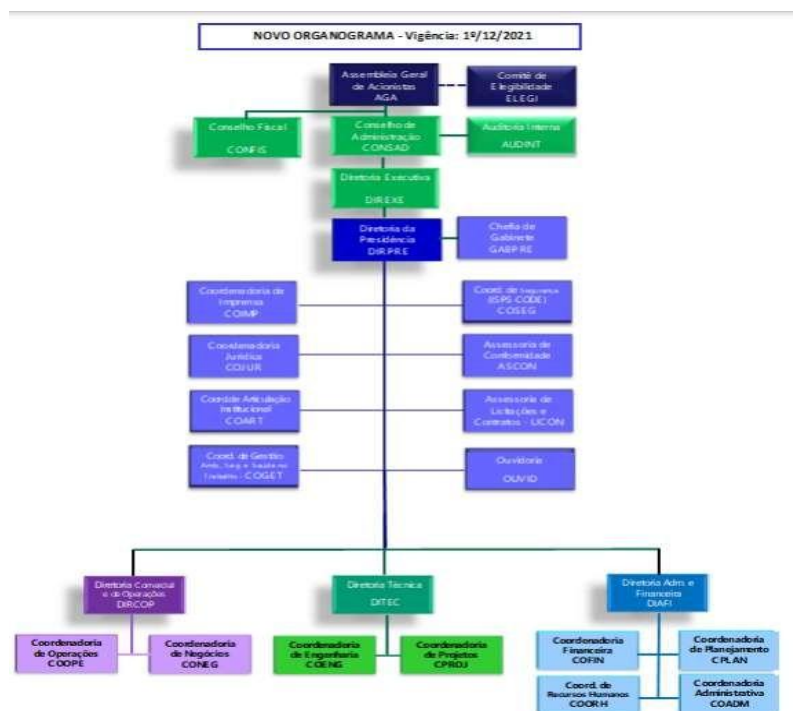 NOVO ORGANOGRAMA - Vigência: 1º/12/2021
Assembleia Geral
de Acionistas
AGA
Comitê de
Elegibilidade
ELEGI
Conselho Fiscal
CONFIS
Conselho de
Administração
CONSAD
Auditoria Interna
AUDINT
Diretoria Executiva
DIREXE
Diretoria da
Presidência
DIRPRE
Chefia de
Gabinete
GABPRE
Coordenadoria de
Imprensa
COIMP
Coord. de Segurança
(ISPS CODE)
COSEG
Coordenadoria
Jurídica
COJUR
Assessoria de
Conformidade
ASCON
Coord.de Articulação
Institucional
COART
Assessoria de
Licitações e
Contratos - LICON
Coord. de Gestão
Amb., Seg. e Saúde no
Trabalho - COGET
Ouvidoria
OUVID
Diretoria Comercial
e de Operações
DIRCOP
Diretoria Técnica
DITEC
Diretoria Adm. e
Financeira
DIAFI
Coordenadoria
de Operações
COOPE
Coordenadoria
de Negócios
CONEG
Coordenadoria
de Engenharia
COENG
Coordenadoria
de Projetos
CPROJ
Coordenadoria
Financeira
COFIN
Coordenadoria
de Planejamento
CPLAN
Coord. de
Recursos Humanos
COORH
Coordenadoria
Administrativa
COADM